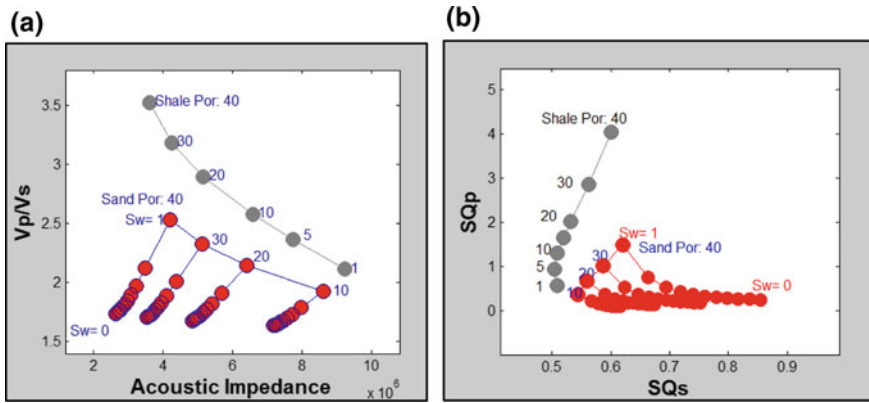 (a)
3.5
3
2.5
2
1.5
Vp/Vs
Shale Por: 40
30
20
10
5
1
Sand Por: 40
Sw= 1
30
20
10
Sw= 0
2
4
6
8
10
x 10^6
Acoustic Impedance
(b)
5
4
3
2
1
0
SQp
Shale Por: 40
30
20
10
5
1
Sw= 1
Sand Por: 40
30
20
10
Sw= 0
0.5
0.6
0.7
0.8
0.9
SQs